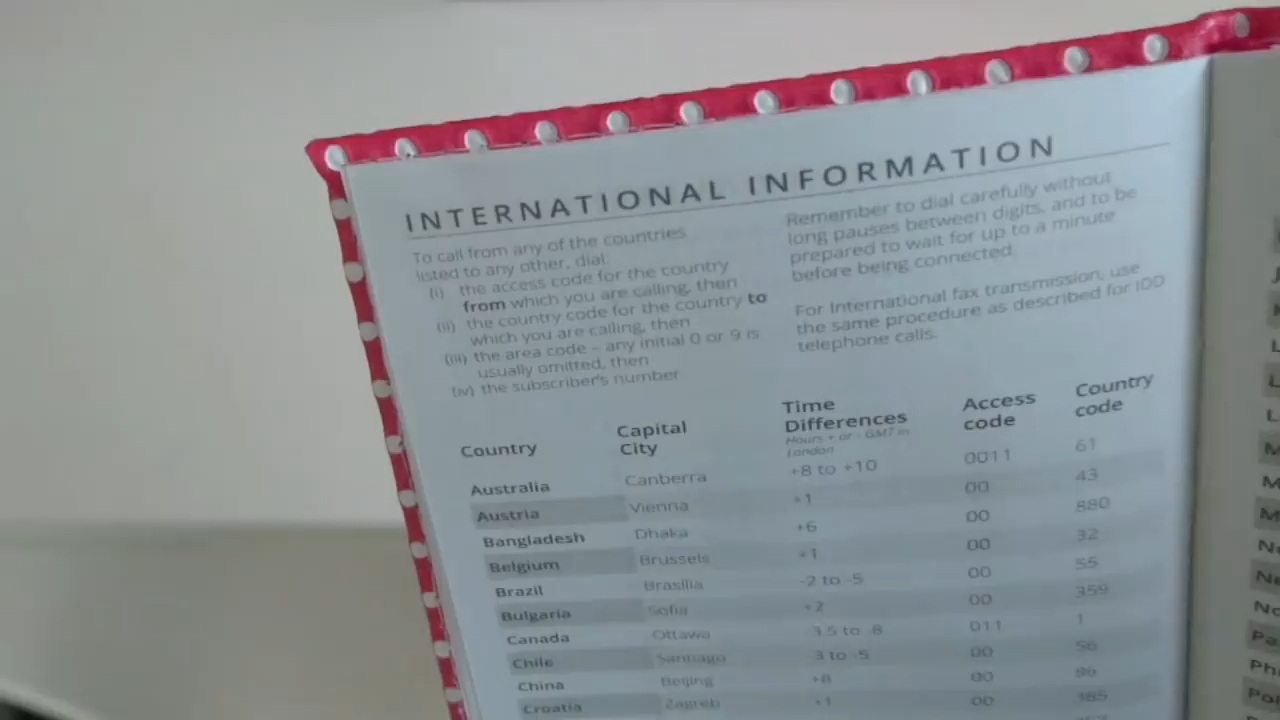 INTERNATIONAL INFORMATION
To call from any of the countries
listed to any other, dial:
(i) the access code for the country
from which you are calling, then
(ii) the country code for the country to
which you are calling, then
(iii) the area code – any initial 0 or 9 is
usually omitted, then
(iv) the subscriber's number
Remember to dial carefully without
long pauses between digits, and to be
prepared to wait for up to a minute
before being connected.
For International fax transmission, use
the same procedure as described for IDD
telephone calls.
Country Capital City Time Differences Hours + or - GMT in London Access code Country code
Australia Canberra +8 to +10 0011 61
Austria Vienna +1 00 43
Bangladesh Dhaka +6 00 880
Belgium Brussels +1 00 32
Brazil Brasília -2 to -5 00 55
Bulgaria Sofia +2 00 359
Canada Ottawa 3.5 to 8 011 1
Chile Santiago 3 to -5 00 56
China Beijing +8 00 86
Croatia Zagreb +1 00 385